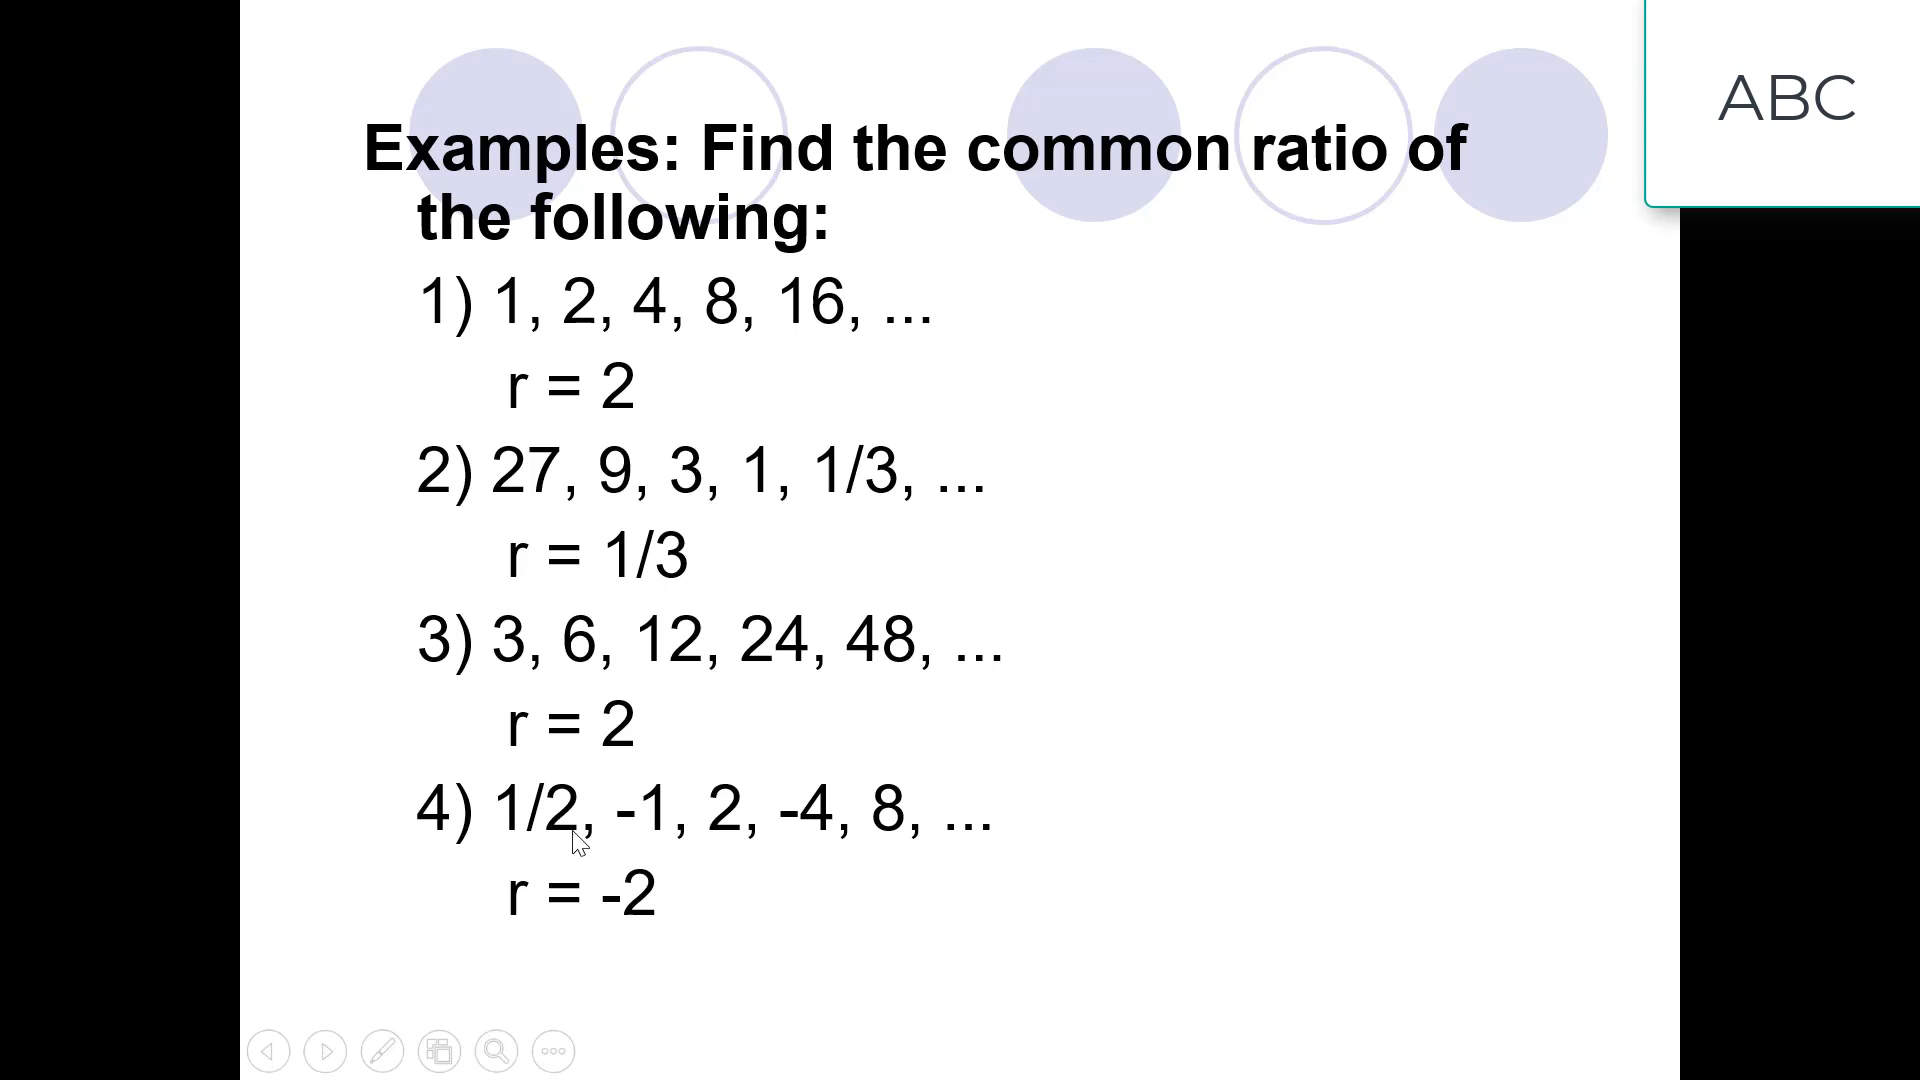 Examples: Find the common ratio of
the following:
1) 1, 2, 4, 8, 16, ...
r = 2
2) 27, 9, 3, 1, 1/3, ...
r = 1/3
3) 3, 6, 12, 24, 48, ...
r = 2
4) 1/2, -1, 2, -4, 8, ...
r = -2
ABC